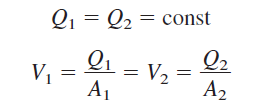 Q₁ = Q₂ = const
V₁ = Q₁/A₁ = V₂ = Q₂/A₂